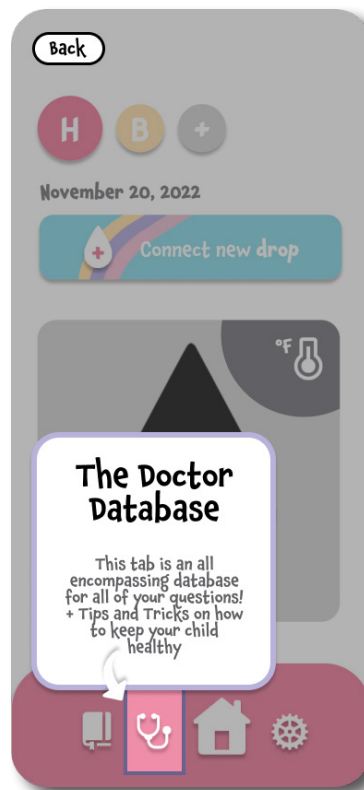 Back
H B +
November 20, 2022
Connect new drop
°F
The Doctor
Database
This tab is an all
encompassing database
for all of your questions!
+ Tips and Tricks on how
to keep your child
healthy